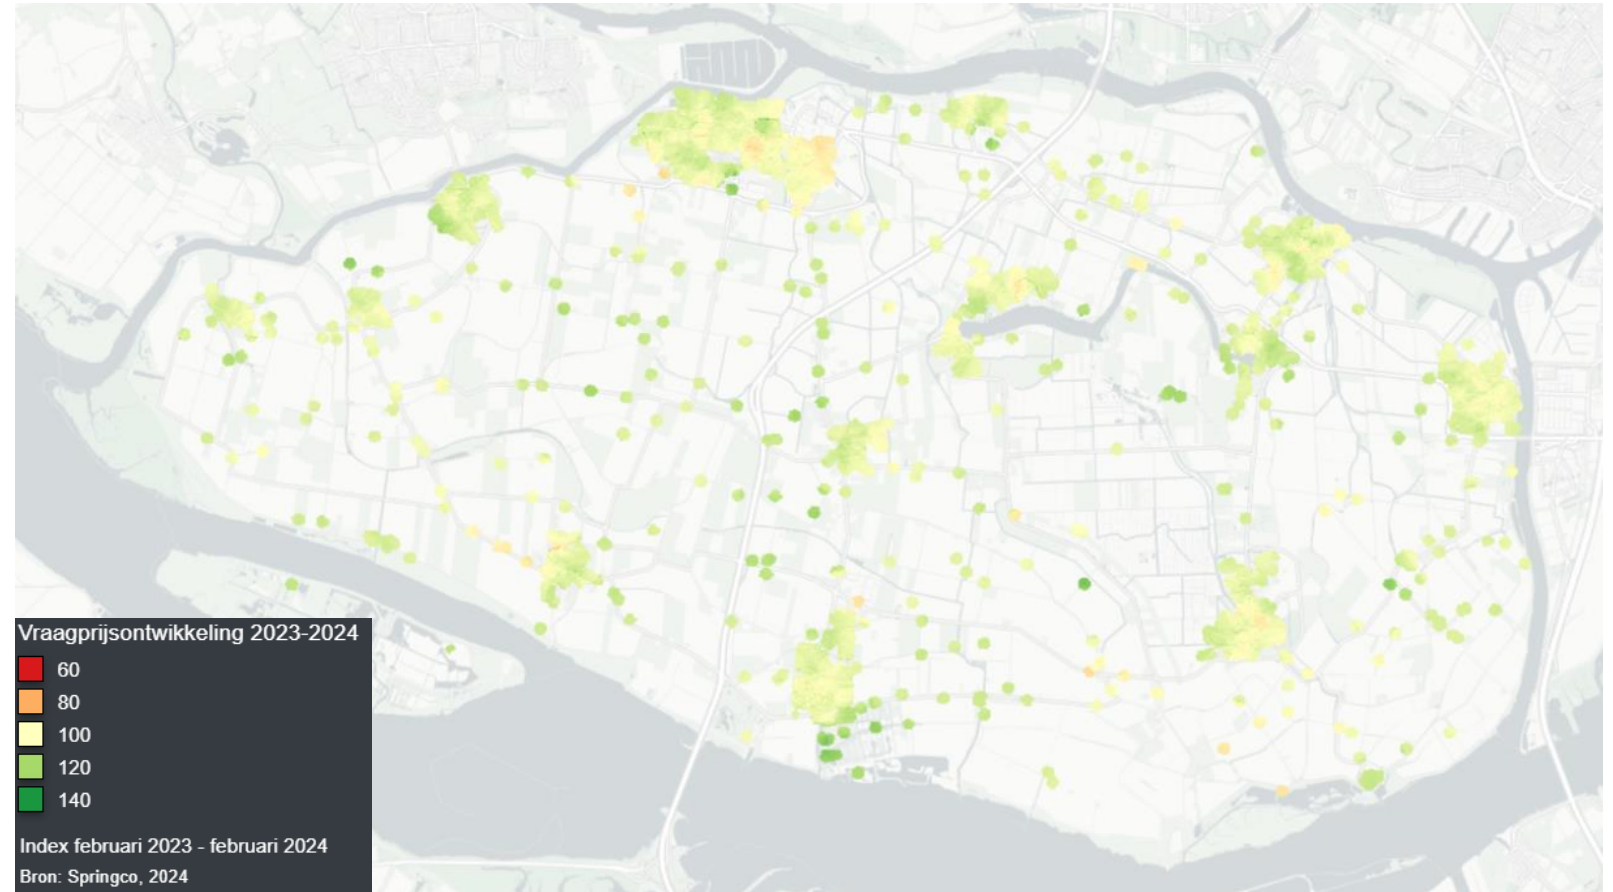 Vraagprijsontwikkeling 2023-2024
60
80
100
120
140
Index februari 2023 - februari 2024
Bron: Springco, 2024